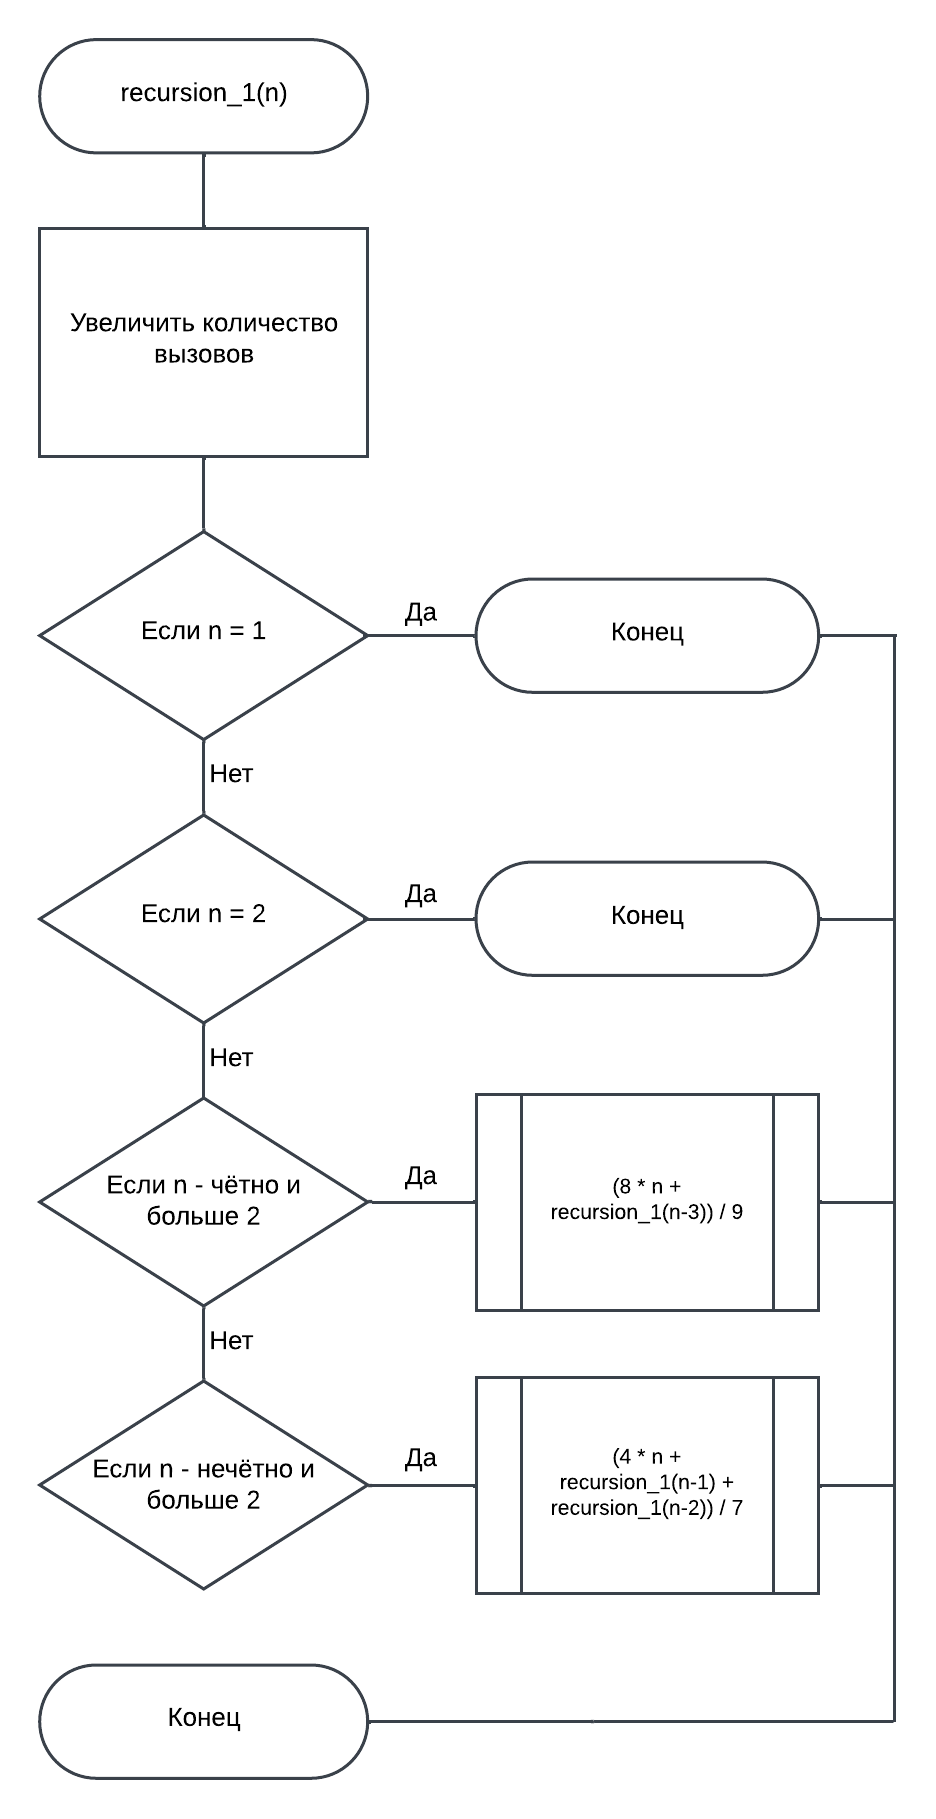 recursion_1(n)
Увеличить количество
вызовов
Если n = 1
Да
Конец
Нет
Если n = 2
Да
Конец
Нет
Если n - чётно и
больше 2
Да
(8 * n +
recursion_1(n-3)) / 9
Нет
Если n - нечётно и
больше 2
Да
(4 * n +
recursion_1(n-1) +
recursion_1(n-2)) / 7
Конец